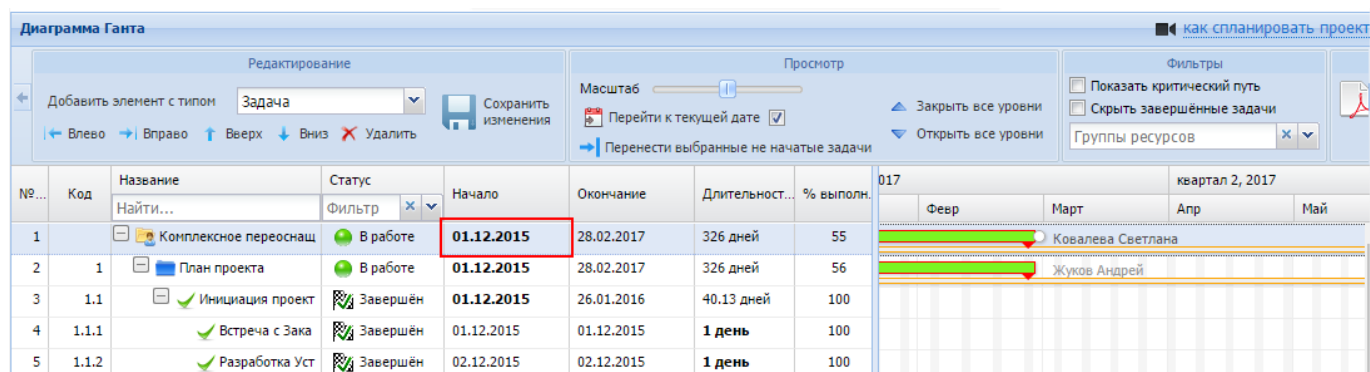 Диаграмма Ганта как спланировать проект
Редактирование Просмотр Фильтры
Добавить элемент с типом Задача Сохранить изменения Масштаб Закрыть все уровни Показать критический путь
Перейти к текущей дате Скрыть завершённые задачи
Влево Вправо Вверх Вниз Удалить Открыть все уровни Группы ресурсов
Перенести выбранные не начатые задачи
№... Код Название Статус Начало Окончание Длительност... % выполн. 017 квартал 2, 2017
Найти... Фильтр Февр Март Апр Май
1 Комплексное переоснащ В работе 01.12.2015 28.02.2017 326 дней 55 Ковалева Светлана
2 1 План проекта В работе 01.12.2015 28.02.2017 326 дней 56 Жуков Андрей
3 1.1 Инициация проект Завершён 01.12.2015 26.01.2016 40.13 дней 100
4 1.1.1 Встреча с Зака Завершён 01.12.2015 01.12.2015 1 день 100
5 1.1.2 Разработка Уст Завершён 02.12.2015 02.12.2015 1 день 100